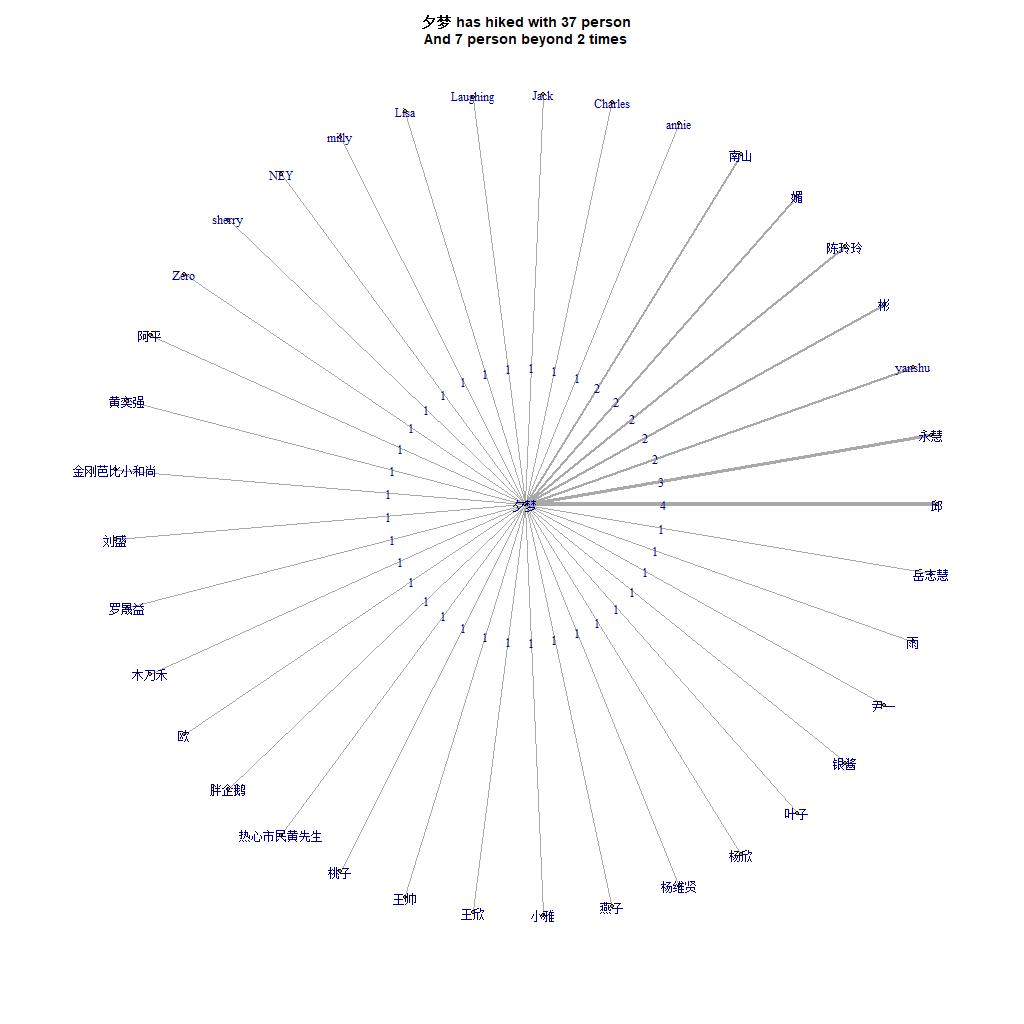 夕梦 has hiked with 37 person
And 7 person beyond 2 times
Jack
Laughing
Charles
Lisa
annie
milly
南山
NEY
媚
sherry
陈玲玲
Zero
彬
阿平
yanshu
1
1
1
1
1
1
1
1
2
1
黄奕强
2
1
2
1
永慧
2
1
2
金刚芭比小和尚
1
3
1
夕梦
4
邱
1
1
刘盛
1
1
1
1
岳志慧
1
1
罗晟益
1
1
1
1
1
1
1
1
1
1
1
雨
木月禾
尹一
欧
银酱
胖企鹅
叶子
热心市民黄先生
杨欣
桃子
杨维贤
王帅
燕子
王欣
小雅